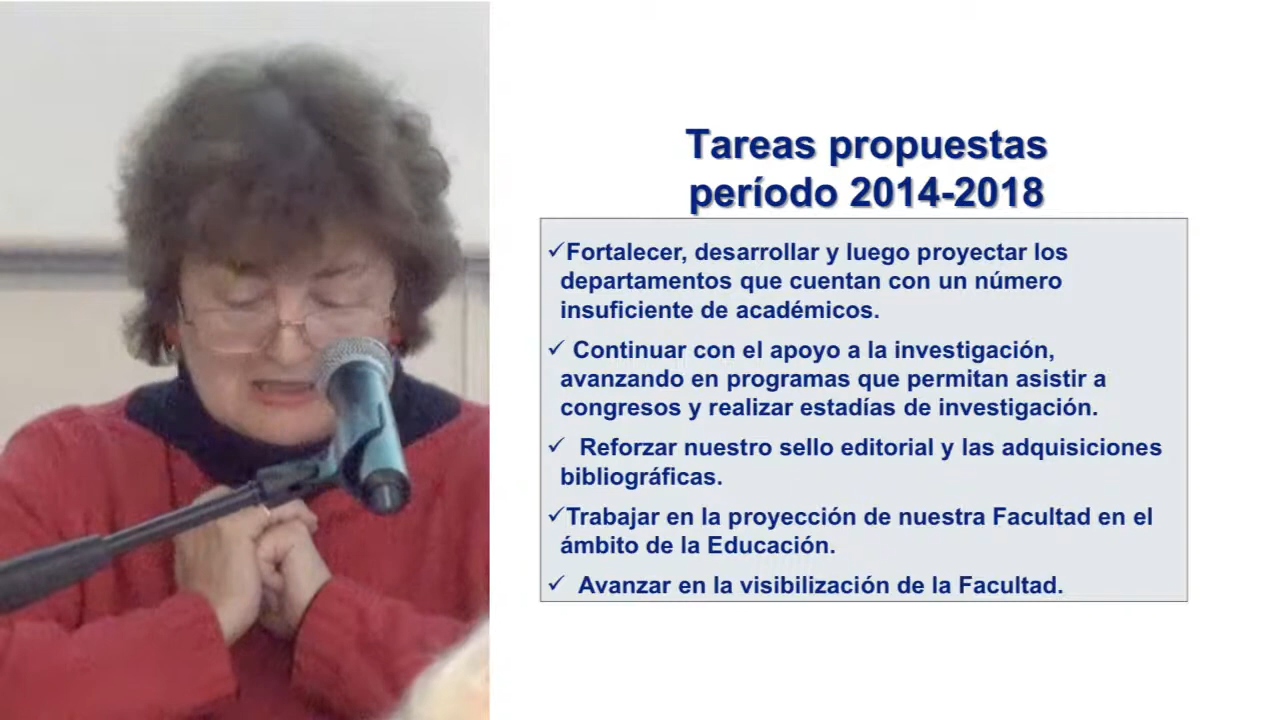 Tareas propuestas
período 2014-2018
✓Fortalecer, desarrollar y luego proyectar los
departamentos que cuentan con un número
insuficiente de académicos.
✓ Continuar con el apoyo a la investigación,
avanzando en programas que permitan asistir a
congresos y realizar estadías de investigación.
✓ Reforzar nuestro sello editorial y las adquisiciones
bibliográficas.
✓Trabajar en la proyección de nuestra Facultad en el
ámbito de la Educación.
✓ Avanzar en la visibilización de la Facultad.